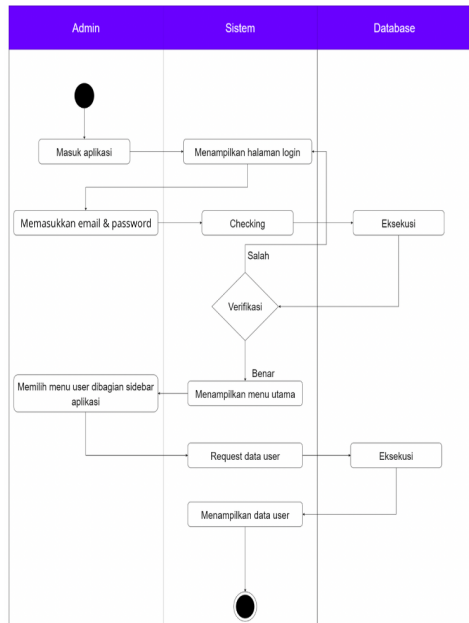 Admin
Sistem
Database
Masuk aplikasi
Menampilkan halaman login
Memasukkan email & password
Checking
Eksekusi
Salah
Verifikasi
Benar
Memilih menu user dibagian sidebar
aplikasi
Menampilkan menu utama
Request data user
Eksekusi
Menampilkan data user